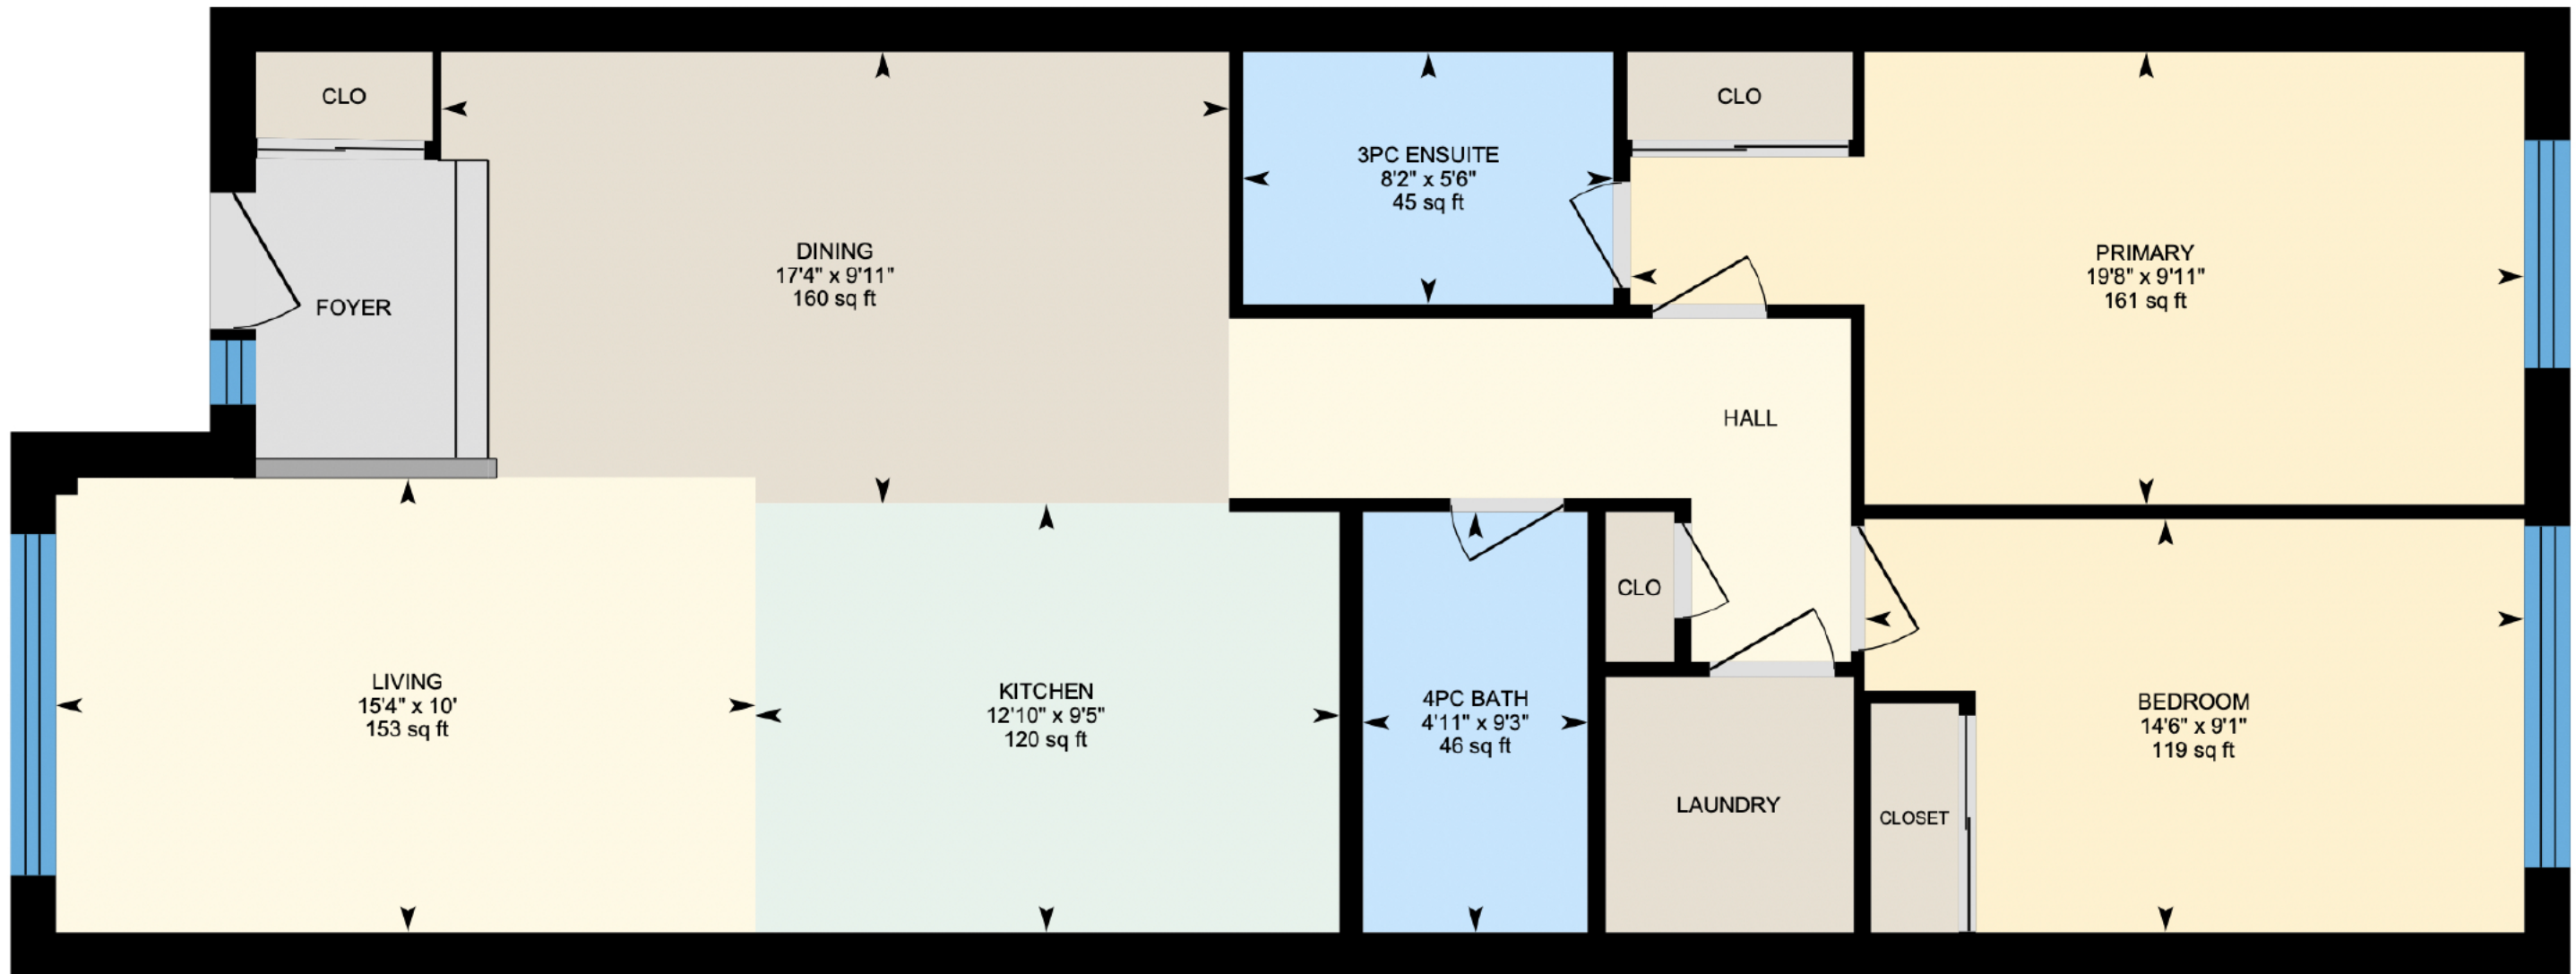 CLO
FOYER
DINING
17'4" x 9'11"
160 sq ft
3PC ENSUITE
8'2" x 5'6"
45 sq ft
CLO
PRIMARY
19'8" x 9'11"
161 sq ft
HALL
LIVING
15'4" x 10'
153 sq ft
KITCHEN
12'10" x 9'5"
120 sq ft
4PC BATH
4'11" x 9'3"
46 sq ft
CLO
LAUNDRY
CLOSET
BEDROOM
14'6" x 9'1"
119 sq ft